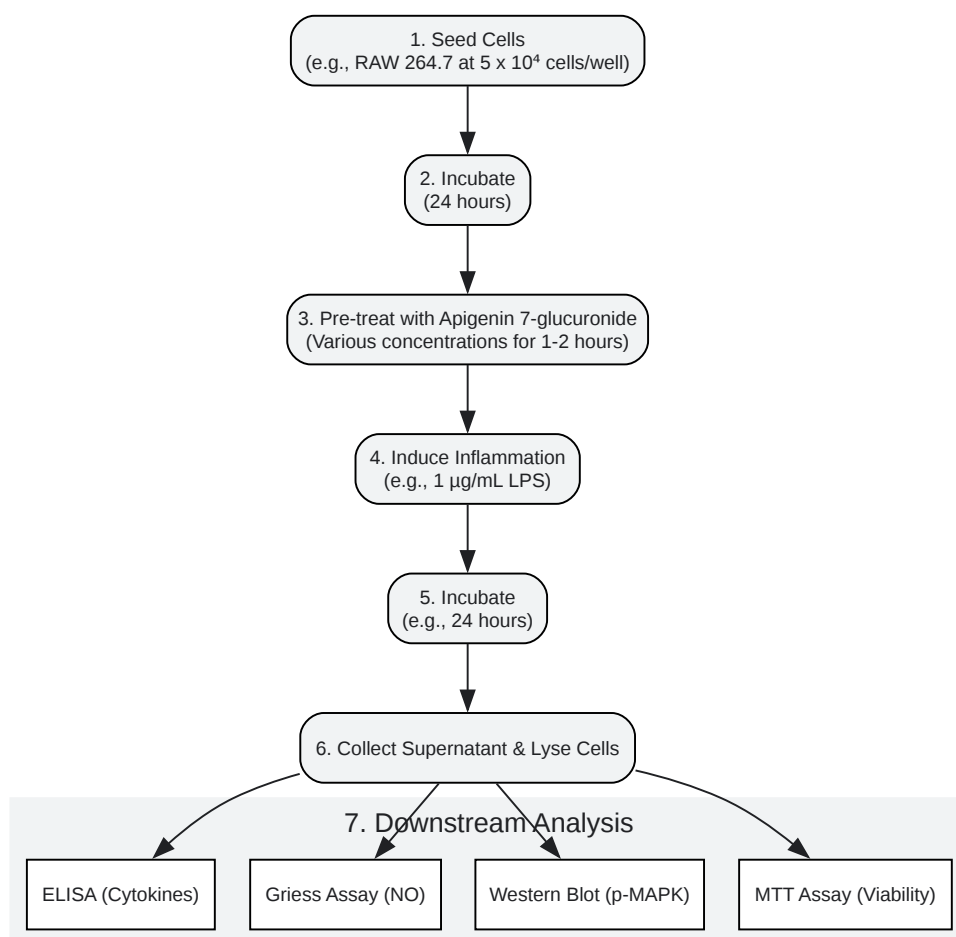 1. Seed Cells
(e.g., RAW 264.7 at 5 x 10⁴ cells/well)
2. Incubate
(24 hours)
3. Pre-treat with Apigenin 7-glucuronide
(Various concentrations for 1-2 hours)
4. Induce Inflammation
(e.g., 1 µg/mL LPS)
5. Incubate
(e.g., 24 hours)
6. Collect Supernatant & Lyse Cells
7. Downstream Analysis
ELISA (Cytokines)
Griess Assay (NO)
Western Blot (p-MAPK)
MTT Assay (Viability)